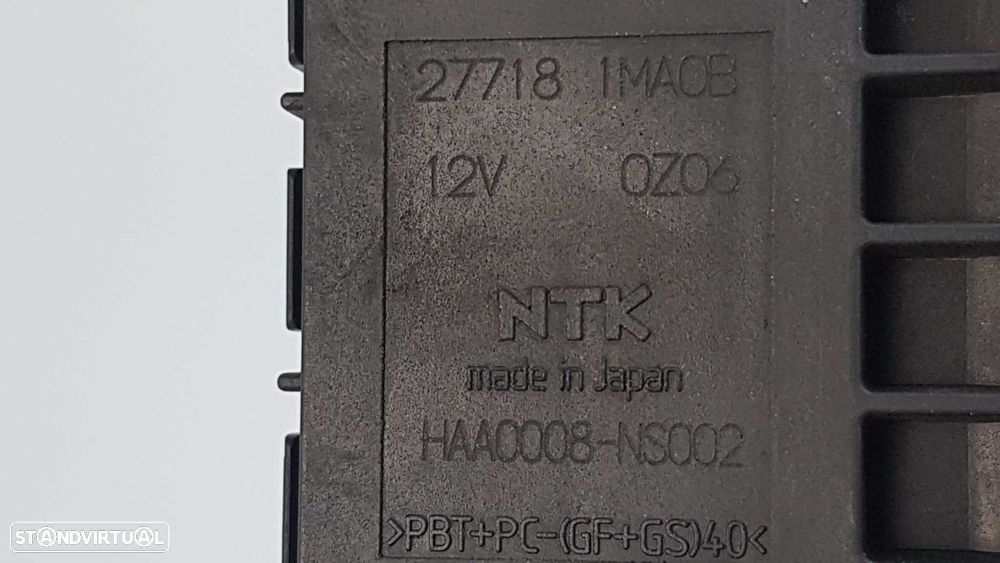 27718 1MA0B
12V 0Z06
NTK
made in Japan
HAA0008-NS002
>PBT+PC-(GF+GS)40<
STANDVIRTUAL